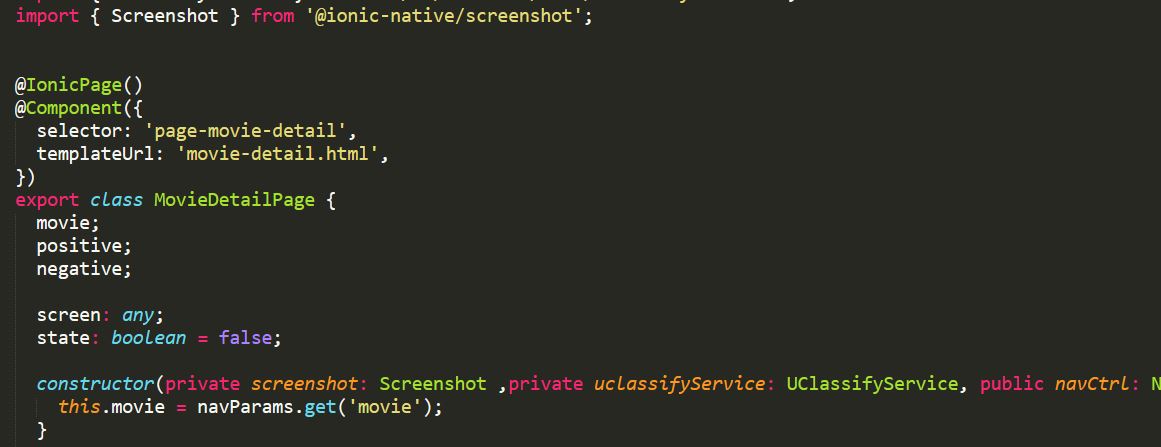 import { Screenshot } from '@ionic-native/screenshot';
@IonicPage()
@Component({
  selector: 'page-movie-detail',
  templateUrl: 'movie-detail.html',
})
export class MovieDetailPage {
  movie;
  positive;
  negative;
  screen: any;
  state: boolean = false;
  constructor(private screenshot: Screenshot ,private uclassifyService: UClassifyService, public navCtrl: N
    this.movie = navParams.get('movie');
  }